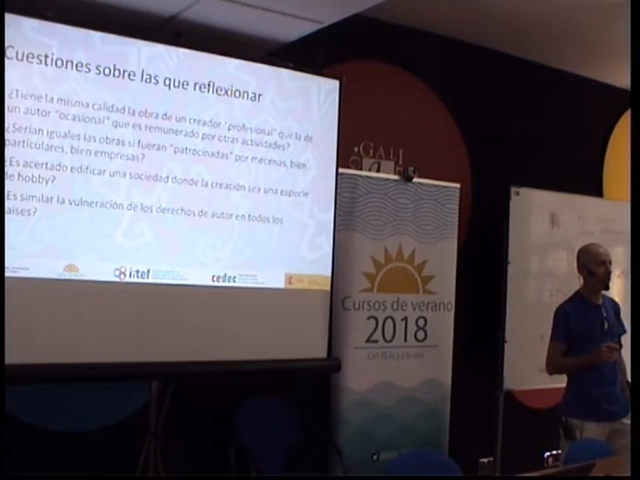 Cuestiones sobre las que reflexionar
¿Tiene la misma calidad la obra de un creador "profesional" que la de
un autor "ocasional" que es remunerado por otras actividades?
¿Serían iguales las obras si fueran "patrocinadas" por mecenas, bien
particulares, bien empresas?
¿Es acertado edificar una sociedad donde la creación sea una especie
de hobby?
Es similar la vulneración de los derechos de autor en todos los
aíses?
intef
cedec
GALI
Cursos de verano
2018